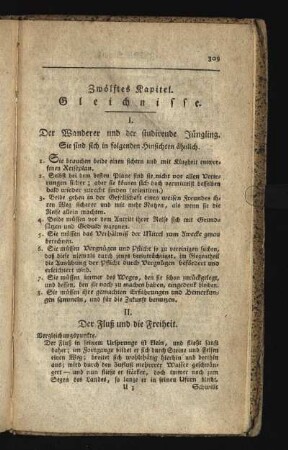 309
Zwölftes Kapitel.
Gleichnisse.
I.
Der Wanderer und der studirende Jüngling.
Sie sind sich in folgenden Hinsichten ähnlich.
1. Sie brauchen beide einen sichern und mit Klugheit entworfenen
Reiseplan.
2. Selbst bei dem besten Plane sind sie nicht vor allen Verirrungen
sicher; aber sie können sich doch vermittelst desselben
bald wieder zurecht finden (orientiren.)
3. Beide gehen an der Gesellschaft eines weisen Freundes ihren
Weg sicherer und mit mehr Nutzen, als wenn sie die
Reise allein machten.
4. Beide müssen vor dem Antritt ihrer Reise sich mit Grundsätzen
und Geduld waffnen.
5. Sie müssen das Verhältniß der Mittel zum Zwecke genau
berechnen.
6. Sie müssen Vergnügen und Pflicht so zu vereinigen suchen,
daß diese niemals durch jenes beeinträchtigt, im Gegentheil
die Ausübung der Pflicht durch Vergnügen befördert und
erleichtert wird.
7. Sie müssen immer des Weges, den sie schon zurückgelegt,
und dessen, den sie noch zu machen haben, eingedenk bleiben.
8. Sie müssen ihre gemachten Erfahrungen und Bemerkungen
sammeln, und für die Zukunft benutzen.
II.
Der Fluß und die Freiheit.
Vergleichungspunkte.
Der Fluß in seinem Ursprunge ist klein, und fließt sanft
daher; im Fortgange windet er sich durch Steine und Felsen
einen Weg; breitet sich wohlthätig hierhin und dorthin
aus; wird durch den Zufluß mehrerer Wasser geschwängert
— und nun fließt er stärker, doch immer noch zum
Segen des Landes, so lange er in seinen Ufern bleibt.
U 3
Schwillt